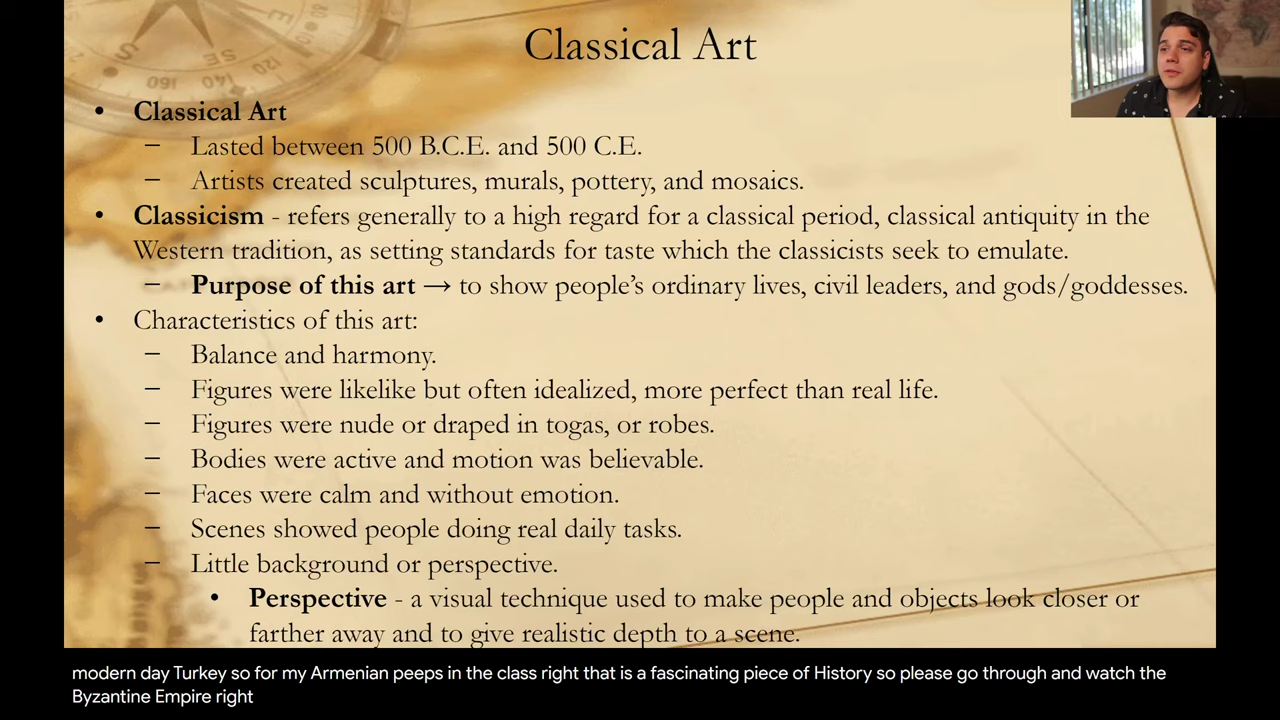 Classical Art
• Classical Art
– Lasted between 500 B.C.E. and 500 C.E.
– Artists created sculptures, murals, pottery, and mosaics.
• Classicism - refers generally to a high regard for a classical period, classical antiquity in the
Western tradition, as setting standards for taste which the classicists seek to emulate.
– Purpose of this art → to show people's ordinary lives, civil leaders, and gods/goddesses.
• Characteristics of this art:
– Balance and harmony.
– Figures were likelike but often idealized, more perfect than real life.
– Figures were nude or draped in togas, or robes.
– Bodies were active and motion was believable.
– Faces were calm and without emotion.
– Scenes showed people doing real daily tasks.
– Little background or perspective.
• Perspective - a visual technique used to make people and objects look closer or
farther away and to give realistic depth to a scene.
modern day Turkey so for my Armenian peeps in the class right that is a fascinating piece of History so please go through and watch the
Byzantine Empire right
S
SE
160
140
120